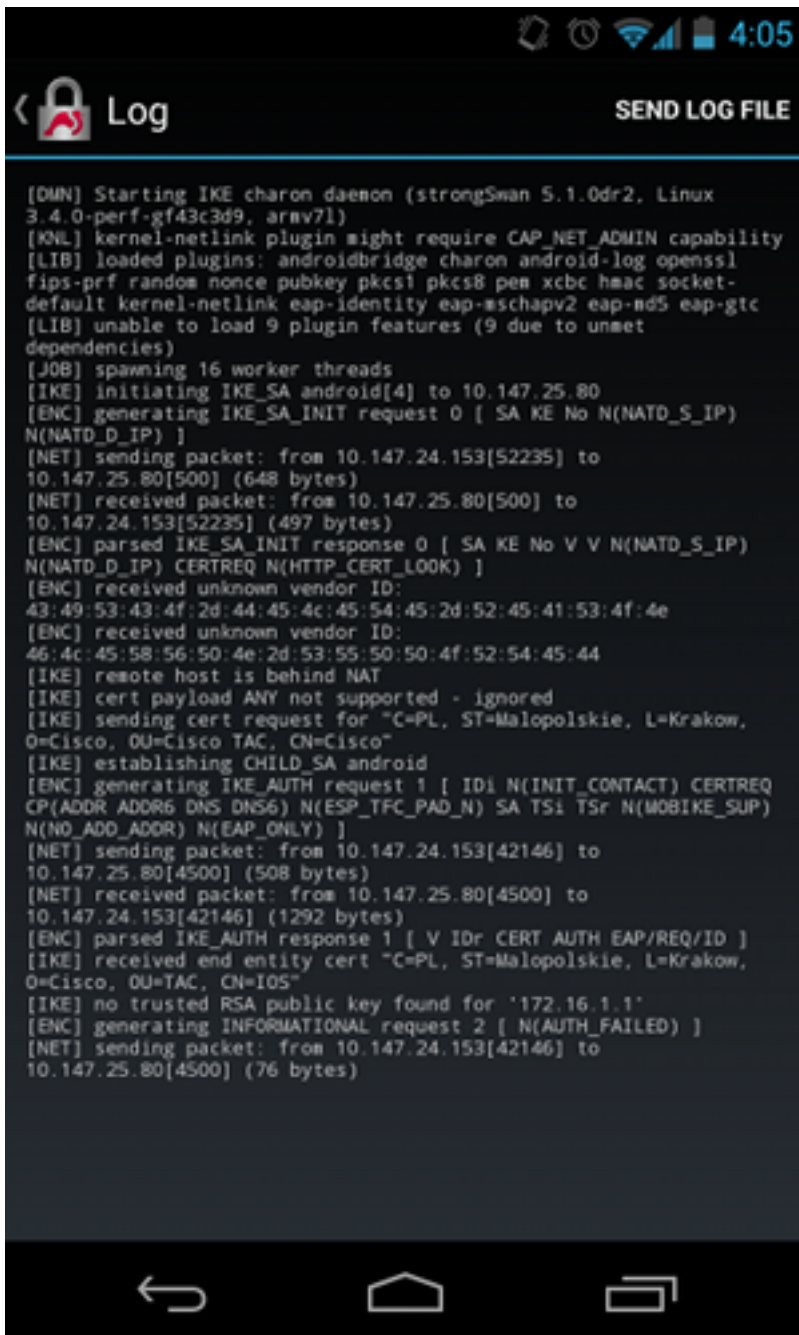 4:05
Log
SEND LOG FILE
[DMN] Starting IKE charon daemon (strongSwan 5.1.0dr2, Linux
3.4.0-perf-gf43c3d9, armv7l)
[KNL] kernel-netlink plugin might require CAP_NET_ADMIN capability
[LIB] loaded plugins: androidbridge charon android-log openssl
fips-prf random nonce pubkey pkcs1 pkcs8 pem xcbc hmac socket-
default kernel-netlink eap-identity eap-mschapv2 eap-md5 eap-gtc
[LIB] unable to load 9 plugin features (9 due to unmet
dependencies)
[JOB] spawning 16 worker threads
[IKE] initiating IKE_SA android[4] to 10.147.25.80
[ENC] generating IKE_SA_INIT request 0 [ SA KE No N(NATD_S_IP)
N(NATD_D_IP) ]
[NET] sending packet: from 10.147.24.153[52235] to
10.147.25.80[500] (648 bytes)
[NET] received packet: from 10.147.25.80[500] to
10.147.24.153[52235] (497 bytes)
[ENC] parsed IKE_SA_INIT response 0 [ SA KE No V V N(NATD_S_IP)
N(NATD_D_IP) CERTREQ N(HTTP_CERT_LOOK) ]
[ENC] received unknown vendor ID:
43:49:53:43:4f:2d:44:45:4c:45:54:45:2d:52:45:41:53:4f:4e
[ENC] received unknown vendor ID:
46:4c:45:58:56:50:4e:2d:53:55:50:50:4f:52:54:45:44
[IKE] remote host is behind NAT
[IKE] cert payload ANY not supported - ignored
[IKE] sending cert request for "C=PL, ST=Malopolskie, L=Krakow,
O=Cisco, OU=Cisco TAC, CN=Cisco"
[IKE] establishing CHILD_SA android
[ENC] generating IKE_AUTH request 1 [ IDi N(INIT_CONTACT) CERTREQ
CP(ADDR ADDR6 DNS DNS6) N(ESP_TFC_PAD_N) SA TSi TSr N(MOBIKE_SUP)
N(NO_ADD_ADDR) N(EAP_ONLY) ]
[NET] sending packet: from 10.147.24.153[42146] to
10.147.25.80[4500] (508 bytes)
[NET] received packet: from 10.147.25.80[4500] to
10.147.24.153[42146] (1292 bytes)
[ENC] parsed IKE_AUTH response 1 [ V IDr CERT AUTH EAP/REQ/ID ]
[IKE] received end entity cert "C=PL, ST=Malopolskie, L=Krakow,
O=Cisco, OU=TAC, CN=IOS"
[IKE] no trusted RSA public key found for '172.16.1.1'
[ENC] generating INFORMATIONAL request 2 [ N(AUTH_FAILED) ]
[NET] sending packet: from 10.147.24.153[42146] to
10.147.25.80[4500] (76 bytes)